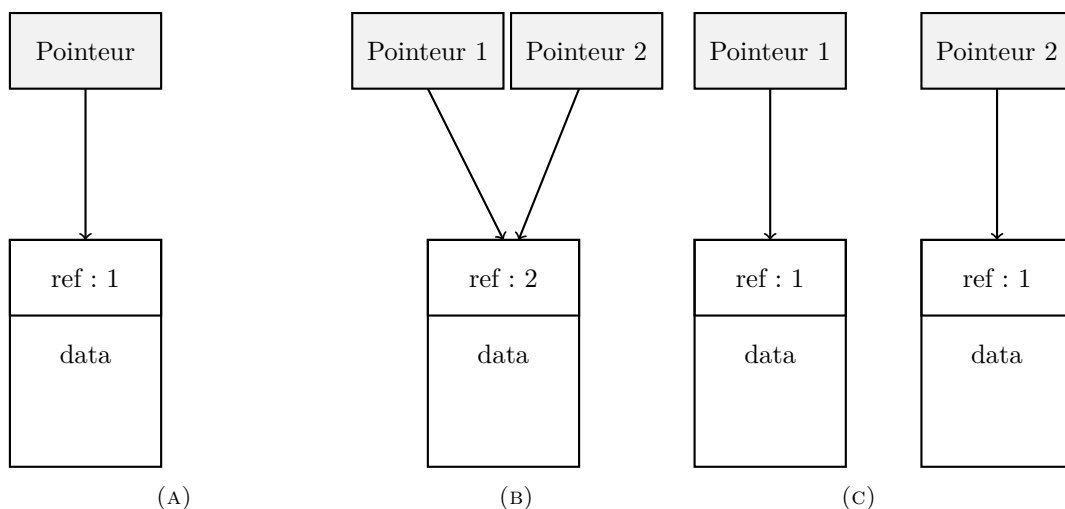 Pointeur
ref : 1
data
(A)
Pointeur 1
Pointeur 2
ref : 2
data
(B)
Pointeur 1
Pointeur 2
ref : 1
ref : 1
data
data
(C)